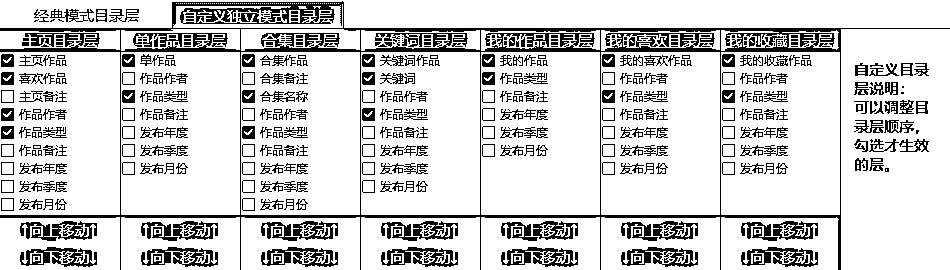 经典模式目录层 自定义独立模式目录层
主页目录层 单作品目录层 合集目录层 关键词目录层 我的作品目录层 我的喜欢目录层 我的收藏目录层
主页作品 单作品 合集作品 关键词作品 我的作品 我的喜欢作品 我的收藏作品
喜欢作品 作品作者 合集备注 关键词 作品类型 作品作者 作品作者
主页备注 作品类型 合集名称 作品作者 作品备注 作品类型 作品类型
作品作者 作品备注 作品作者 作品类型 发布年度 作品备注 作品备注
作品类型 发布年度 作品类型 作品备注 发布季度 发布年度 发布年度
作品备注 发布季度 作品备注 发布年度 发布月份 发布季度 发布季度
发布年度 发布月份 发布年度 发布季度 发布月份 发布月份
发布季度 发布季度 发布月份
发布月份 发布月份
↑向上移动↑ ↑向上移动↑ ↑向上移动↑ ↑向上移动↑ ↑向上移动↑ ↑向上移动↑ ↑向上移动↑
↓向下移动↓ ↓向下移动↓ ↓向下移动↓ ↓向下移动↓ ↓向下移动↓ ↓向下移动↓ ↓向下移动↓
自定义目录
层说明：
可以调整目
录层顺序，
勾选才生效
的层。